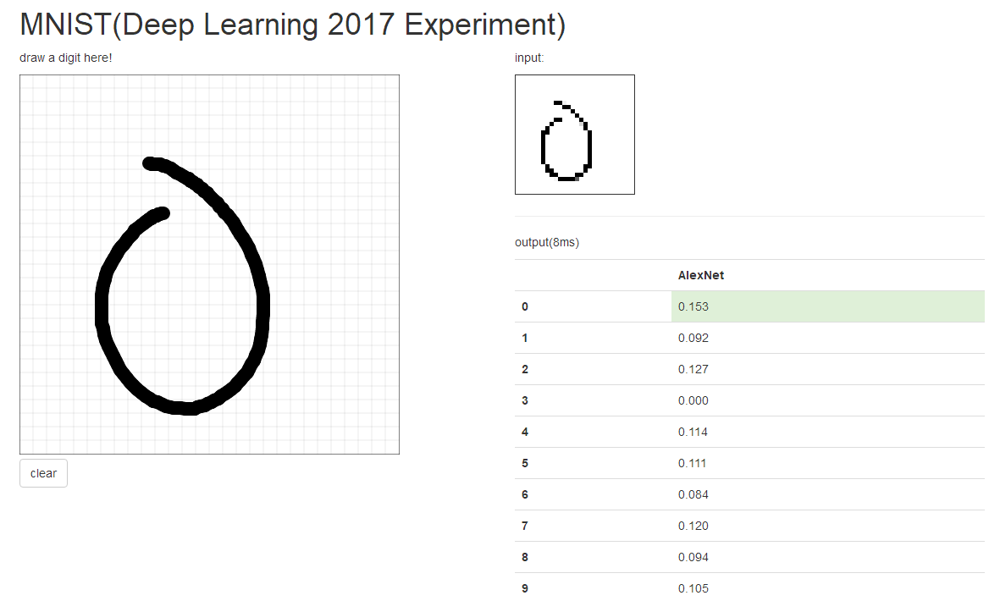 MNIST(Deep Learning 2017 Experiment)
draw a digit here!
clear
input:
output(8ms)
AlexNet
0 0.153
1 0.092
2 0.127
3 0.000
4 0.114
5 0.111
6 0.084
7 0.120
8 0.094
9 0.105